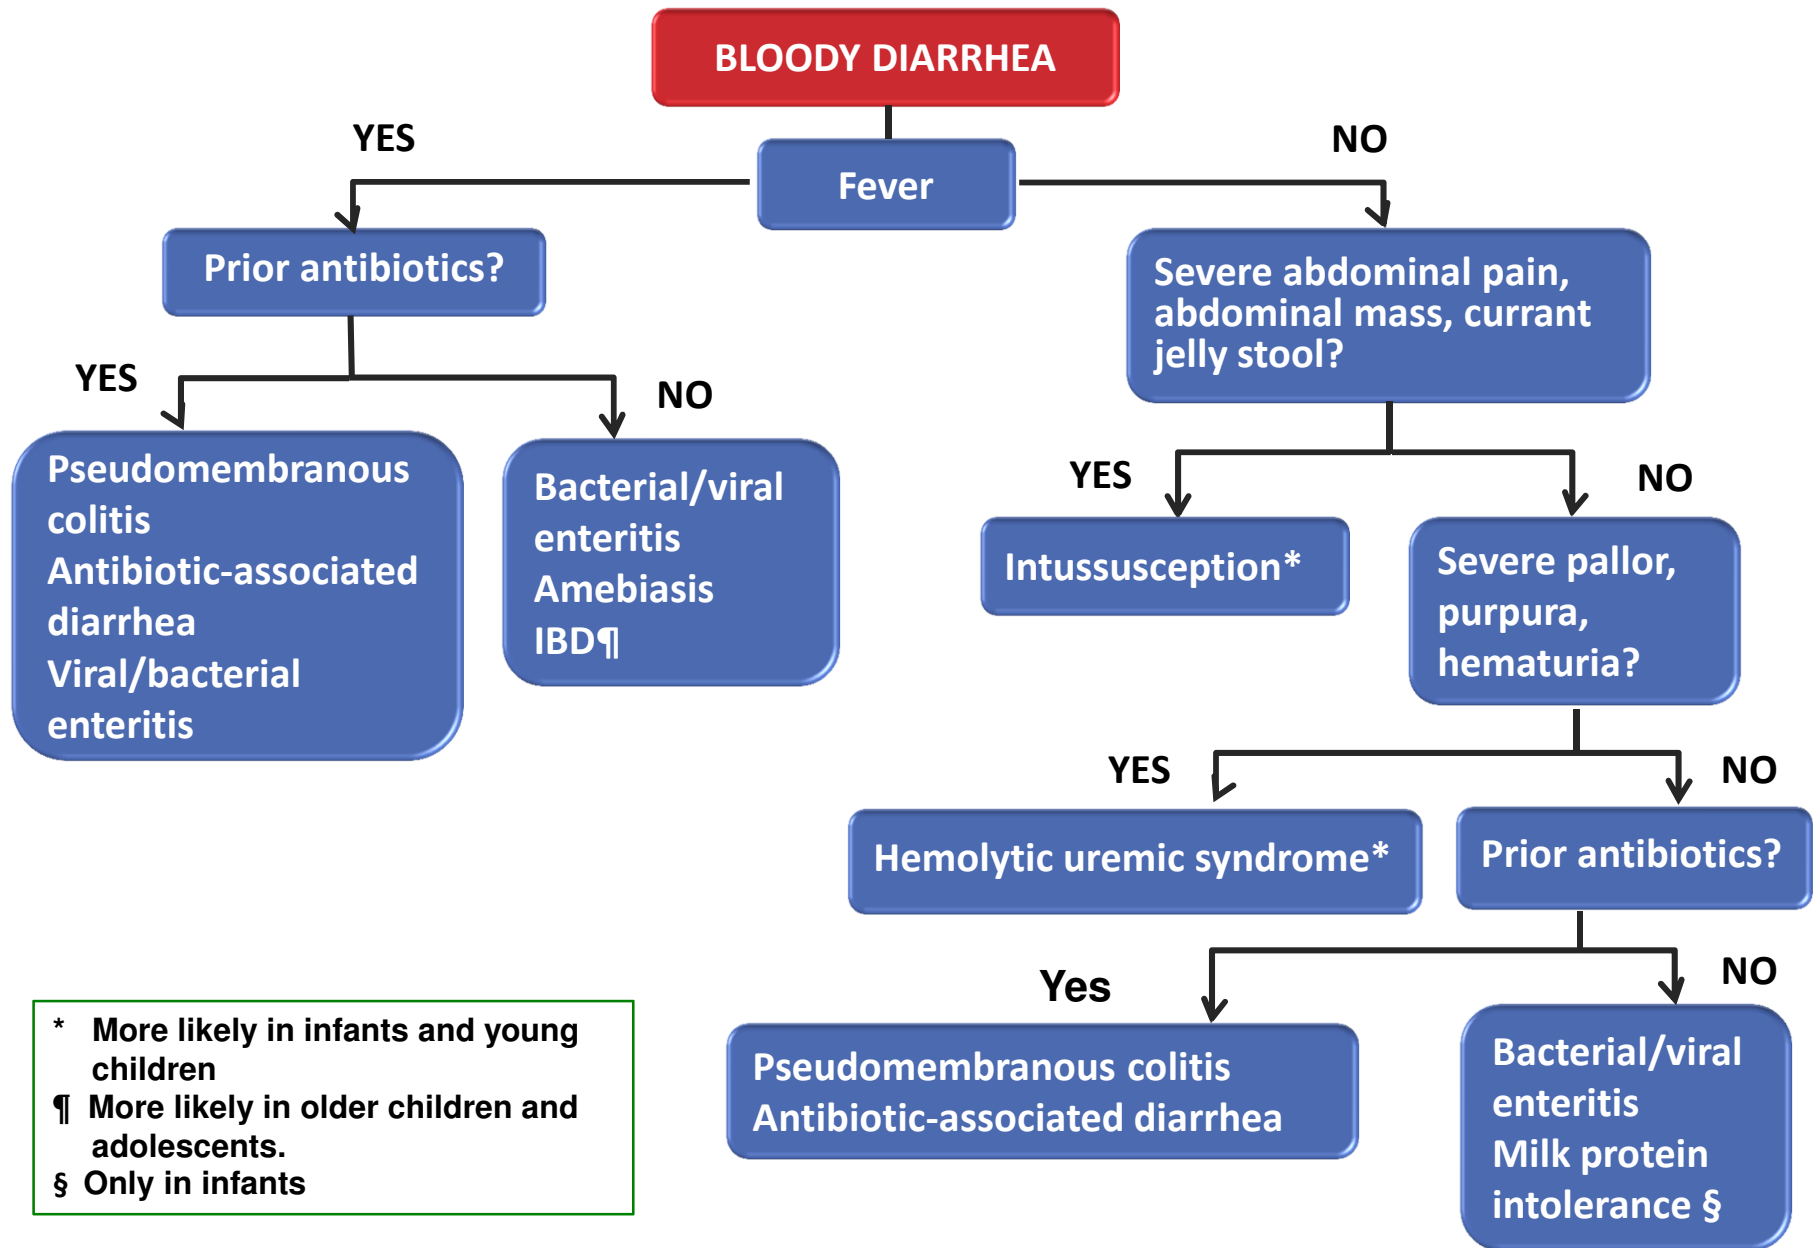 BLOODY DIARRHEA
YES
NO
Fever
Prior antibiotics?
Severe abdominal pain,
abdominal mass, currant
jelly stool?
YES
NO
Pseudomembranous
colitis
Antibiotic-associated
diarrhea
Viral/bacterial
enteritis
Bacterial/viral
enteritis
Amebiasis
IBD¶
YES
NO
Intussusception*
Severe pallor,
purpura,
hematuria?
YES
NO
Hemolytic uremic syndrome*
Prior antibiotics?
Yes
NO
Pseudomembranous colitis
Antibiotic-associated diarrhea
Bacterial/viral
enteritis
Milk protein
intolerance §
* More likely in infants and young
children
¶ More likely in older children and
adolescents.
§ Only in infants